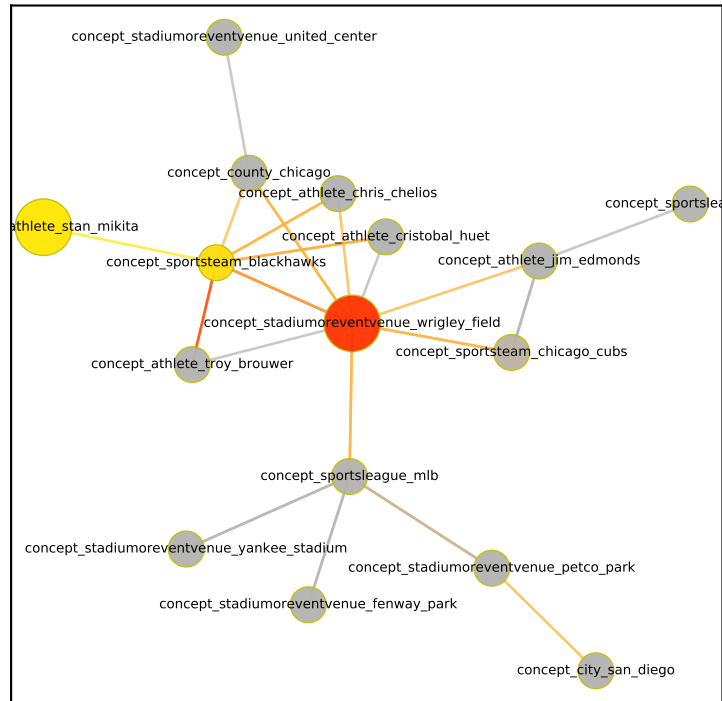 concept_stadiumoreventvenue_united_center
concept_county_chicago
concept_athlete_chris_chelios
concept_sportslea
athlete_stan_mikita
concept_athlete_cristobal_huet
concept_sportsteam_blackhawks
concept_athlete_jim_edmonds
concept_stadiumoreventvenue_wrigley_field
concept_sportsteam_chicago_cubs
concept_athlete_troy_brouwer
concept_sportsleague_mlb
concept_stadiumoreventvenue_yankee_stadium
concept_stadiumoreventvenue_petco_park
concept_stadiumoreventvenue_fenway_park
concept_city_san_diego